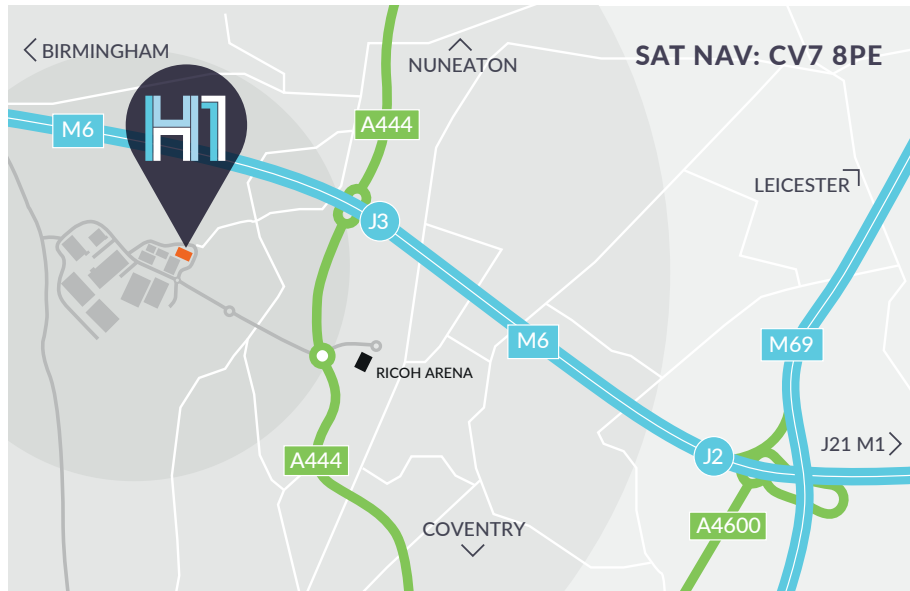 BIRMINGHAM
NUNEATON
SAT NAV: CV7 8PE
H1
M6
A444
LEICESTER
J3
M6
M69
RICOH ARENA
J21 M1
A444
J2
COVENTRY
A4600